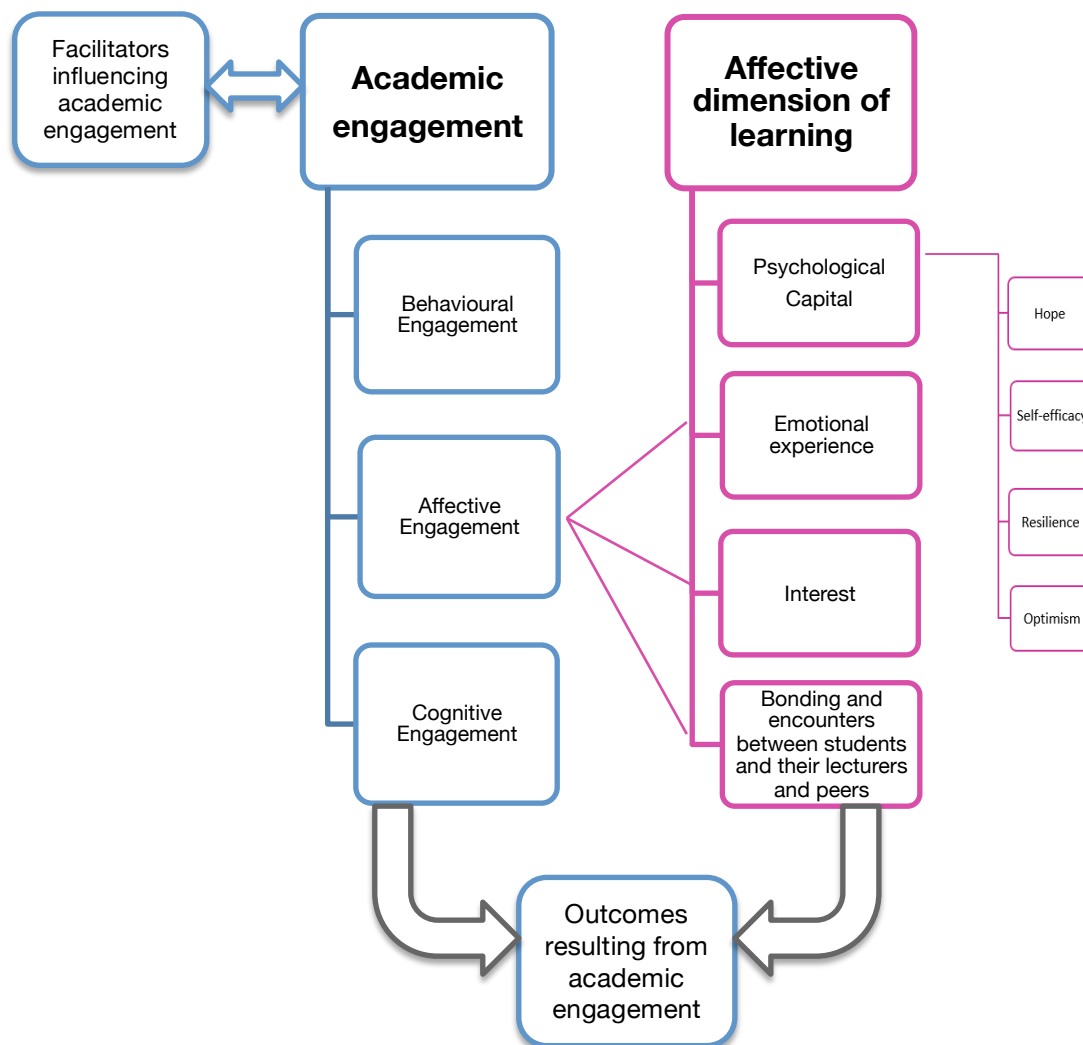 Facilitators
influencing
academic
engagement
Academic
engagement
Affective
dimension of
learning
Behavioural
Engagement
Affective
Engagement
Cognitive
Engagement
Psychological
Capital
Emotional
experience
Interest
Bonding and
encounters
between students
and their lecturers
and peers
Hope
Self-efficacy
Resilience
Optimism
Outcomes
resulting from
academic
engagement